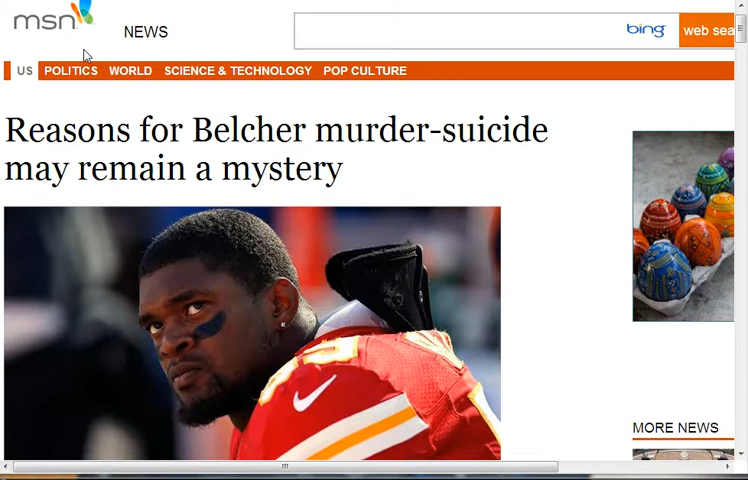 msn
NEWS
bing
web sea
US POLITICS WORLD SCIENCE & TECHNOLOGY POP CULTURE
Reasons for Belcher murder-suicide
may remain a mystery
MORE NEWS